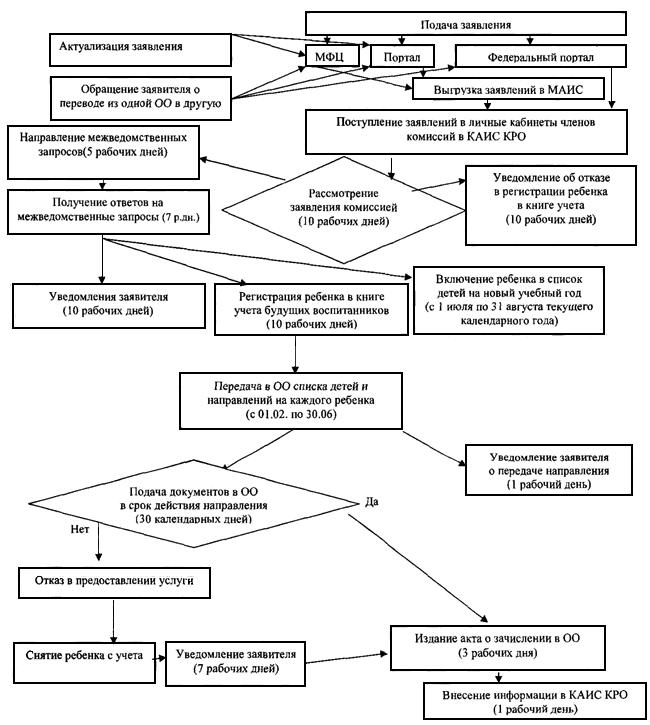 Подача заявления
Актуализация заявления
МФЦ
Портал
Федеральный портал
Обращение заявителя о
переводе из одной ОО в другую
Выгрузка заявлений в МАИС
Поступление заявлений в личные кабинеты членов
комиссий в КАИС КРО
Направление межведомственных
запросов(5 рабочих дней)
Рассмотрение
заявления комиссией
(10 рабочих дней)
Уведомление об отказе
в регистрации ребенка
в книге учета
(10 рабочих дней)
Получение ответов на
межведомственные запросы (7 р.дн.)
Уведомления заявителя
(10 рабочих дней)
Регистрация ребенка в книге
учета будущих воспитанников
(10 рабочих дней)
Включение ребенка в список
детей на новый учебный год
(с 1 июля по 31 августа текущего
календарного года)
Передача в ОО списка детей и
направлений на каждого ребенка
(с 01.02. по 30.06)
Уведомление заявителя
о передаче направления
(1 рабочий день)
Подача документов в ОО
в срок действия направления
(30 календарных дней)
Да
Нет
Отказ в предоставлении услуги
Снятие ребенка с учета
Уведомление заявителя
(7 рабочих дней)
Издание акта о зачислении в ОО
(3 рабочих дня)
Внесение информации в КАИС КРО
(1 рабочий день)